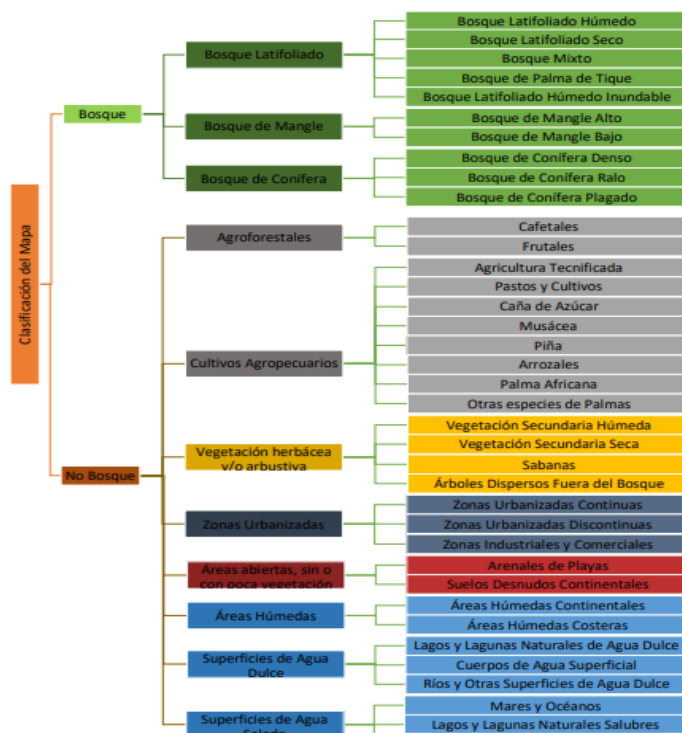 Clasificación del Mapa
Bosque
Bosque Latifoliado
Bosque Latifoliado Húmedo
Bosque Latifoliado Seco
Bosque Mixto
Bosque de Palma de Tique
Bosque Latifoliado Húmedo Inundable
Bosque de Mangle
Bosque de Mangle Alto
Bosque de Mangle Bajo
Bosque de Conífera
Bosque de Conífera Denso
Bosque de Conífera Ralo
Bosque de Conífera Plagado
No Bosque
Agroforestales
Cafetales
Frutales
Cultivos Agropecuarios
Agricultura Tecnificada
Pastos y Cultivos
Caña de Azúcar
Musácea
Piña
Arrozales
Palma Africana
Otras especies de Palmas
Vegetación herbácea
y/o arbustiva
Vegetación Secundaria Húmeda
Vegetación Secundaria Seca
Sabanas
Árboles Dispersos Fuera del Bosque
Zonas Urbanizadas
Zonas Urbanizadas Continuas
Zonas Urbanizadas Discontinuas
Zonas Industriales y Comerciales
Áreas abiertas, sin o
con poca vegetación
Arenales de Playas
Suelos Desnudos Continentales
Áreas Húmedas
Áreas Húmedas Continentales
Áreas Húmedas Costeras
Superficies de Agua
Dulce
Lagos y Lagunas Naturales de Agua Dulce
Cuerpos de Agua Superficial
Ríos y Otras Superficies de Agua Dulce
Superficies de Agua
Salada
Mares y Océanos
Lagos y Lagunas Naturales Salubres